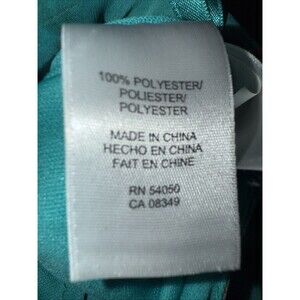 100% POLYESTER/
POLIESTER/
POLYESTER
MADE IN CHINA
HECHO EN CHINA
FAIT EN CHINE
RN 54050
CA 08349